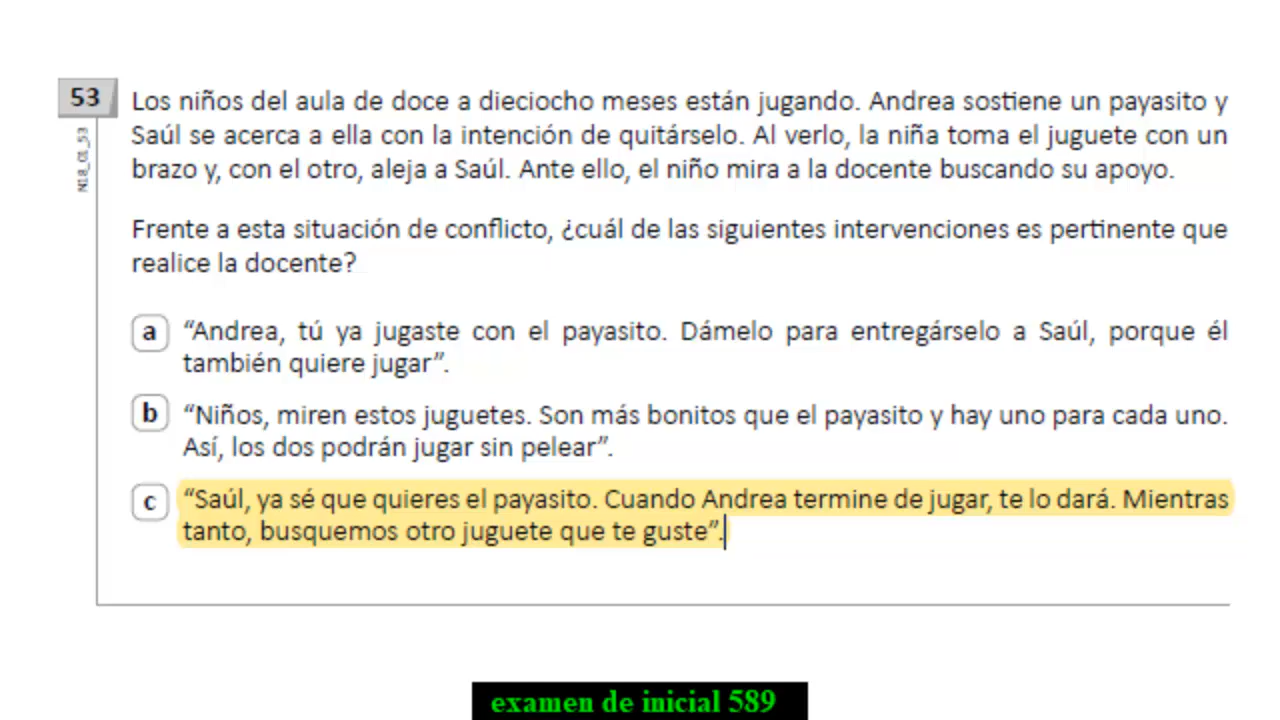 53
Los niños del aula de doce a dieciocho meses están jugando. Andrea sostiene un payasito y
Saúl se acerca a ella con la intención de quitárselo. Al verlo, la niña toma el juguete con un
brazo y, con el otro, aleja a Saúl. Ante ello, el niño mira a la docente buscando su apoyo.
N18_01_53
Frente a esta situación de conflicto, ¿cuál de las siguientes intervenciones es pertinente que
realice la docente?
a “Andrea, tú ya jugaste con el payasito. Dámelo para entregárselo a Saúl, porque él
también quiere jugar”.
b “Niños, miren estos juguetes. Son más bonitos que el payasito y hay uno para cada uno.
Así, los dos podrán jugar sin pelear”.
c “Saúl, ya sé que quieres el payasito. Cuando Andrea termine de jugar, te lo dará. Mientras
tanto, busquemos otro juguete que te guste”.
examen de inicial 589